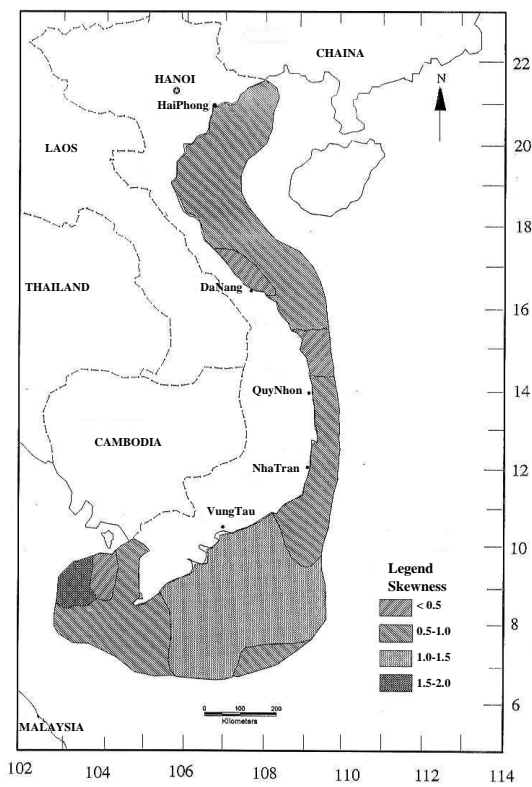 CHAINA
22
HANOI
N
HaiPhong
20
LAOS
18
THAILAND
DaNang
16
QuyNhon
14
CAMBODIA
NhaTran
12
VungTau
10
Legend
Skewness
< 0.5
0.5-1.0
8
1.0-1.5
1.5-2.0
0 100 200
Kilometers
6
MALAYSIA
4
102 104 106 108 110 112 114